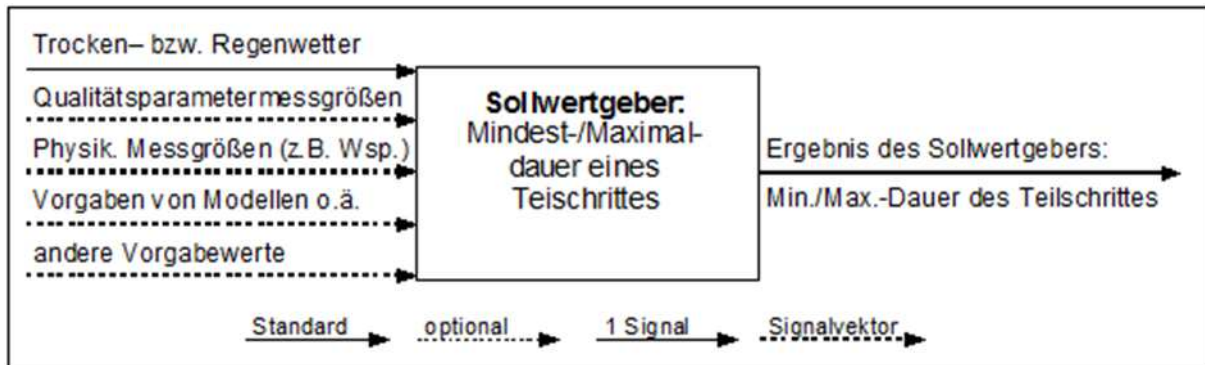 Trocken– bzw. Regenwetter
Qualitätsparametermessgrößen
Physik. Messgrößen (z.B. Wsp.)
Vorgaben von Modellen o.ä.
andere Vorgabewerte
Sollwertgeber:
Mindest-/Maximal-
dauer eines
Teischrittes
Ergebnis des Sollwertgebers:
Min./Max.-Dauer des Teilschrittes
Standard
optional
1 Signal
Signalvektor